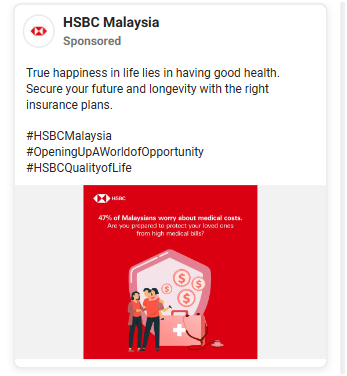 HSBC Malaysia
Sponsored
True happiness in life lies in having good health.
Secure your future and longevity with the right
insurance plans.
#HSBCMalaysia
#OpeningUpAWorldofOpportunity
#HSBCQualityofLife
HSBC
47% of Malaysians worry about medical costs.
Are you prepared to protect your loved ones
from high medical bills?